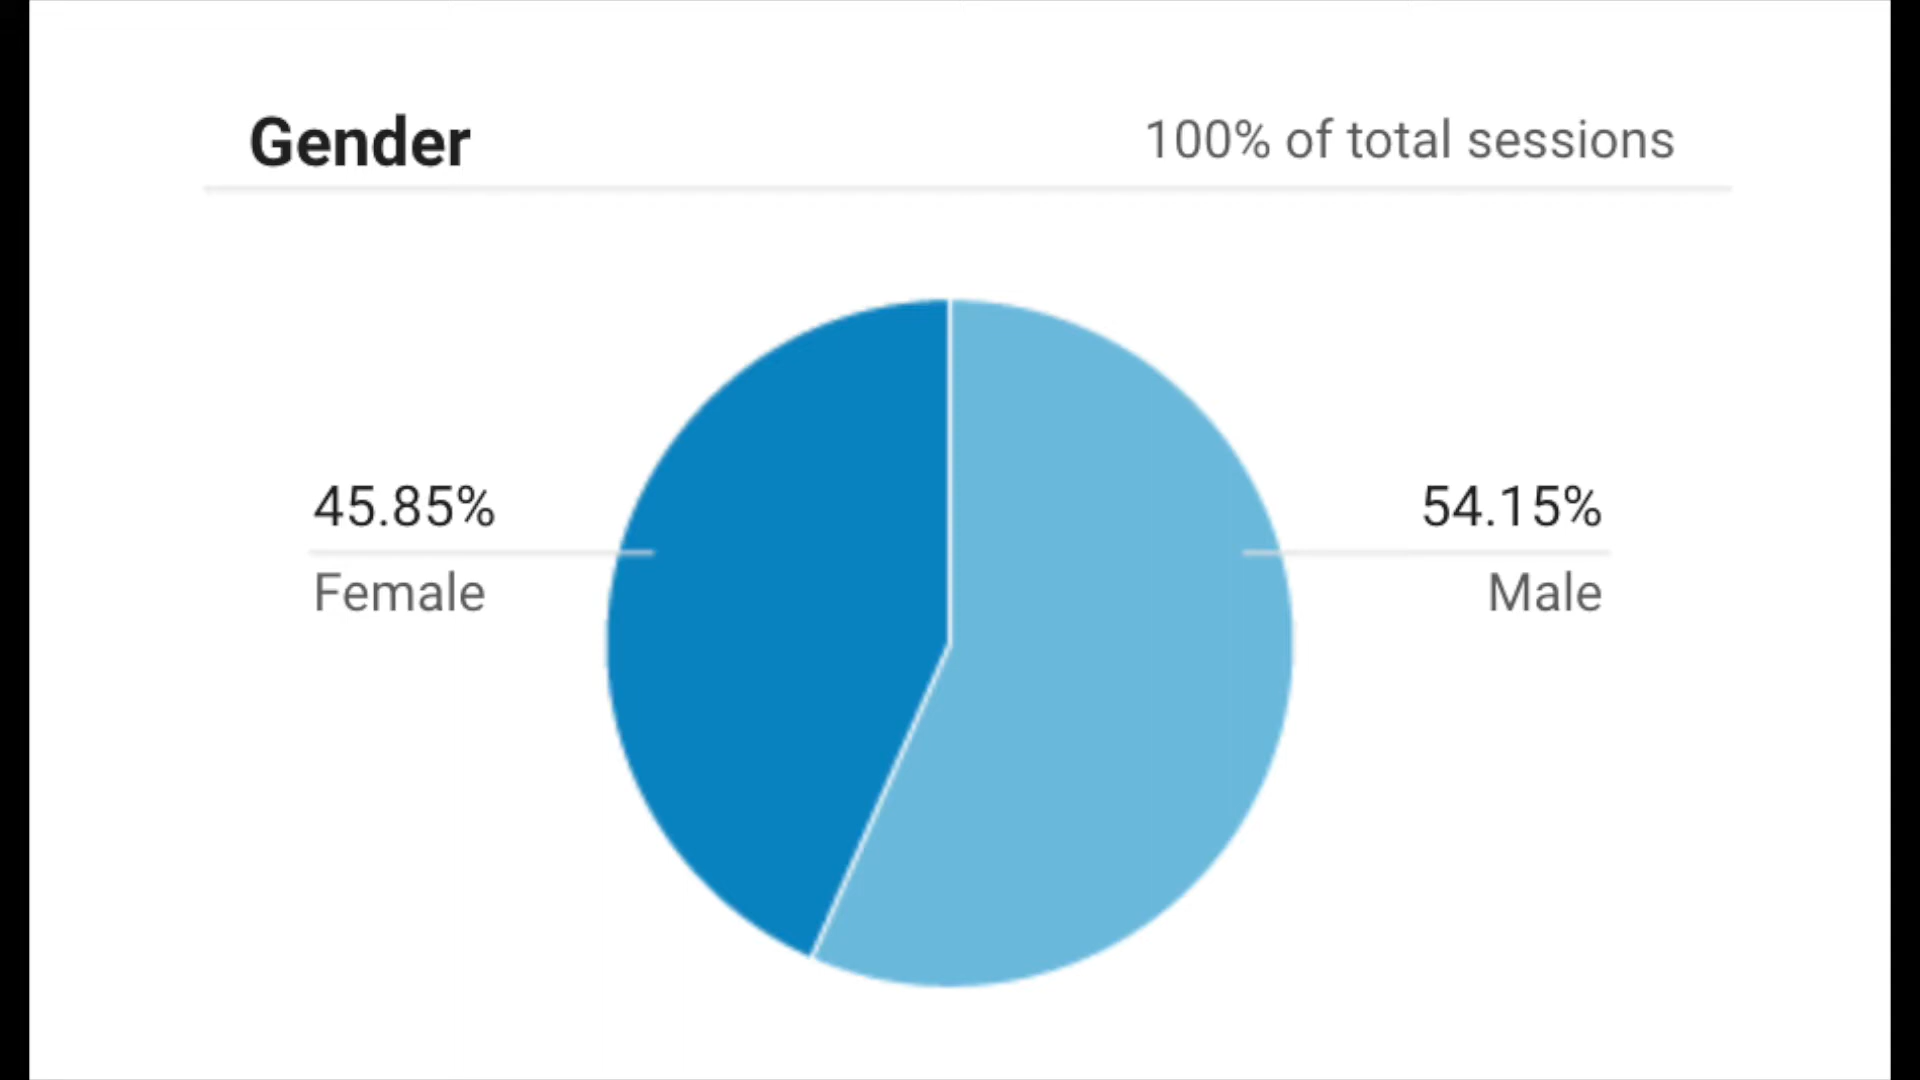 Gender
100% of total sessions
45.85%
Female
54.15%
Male